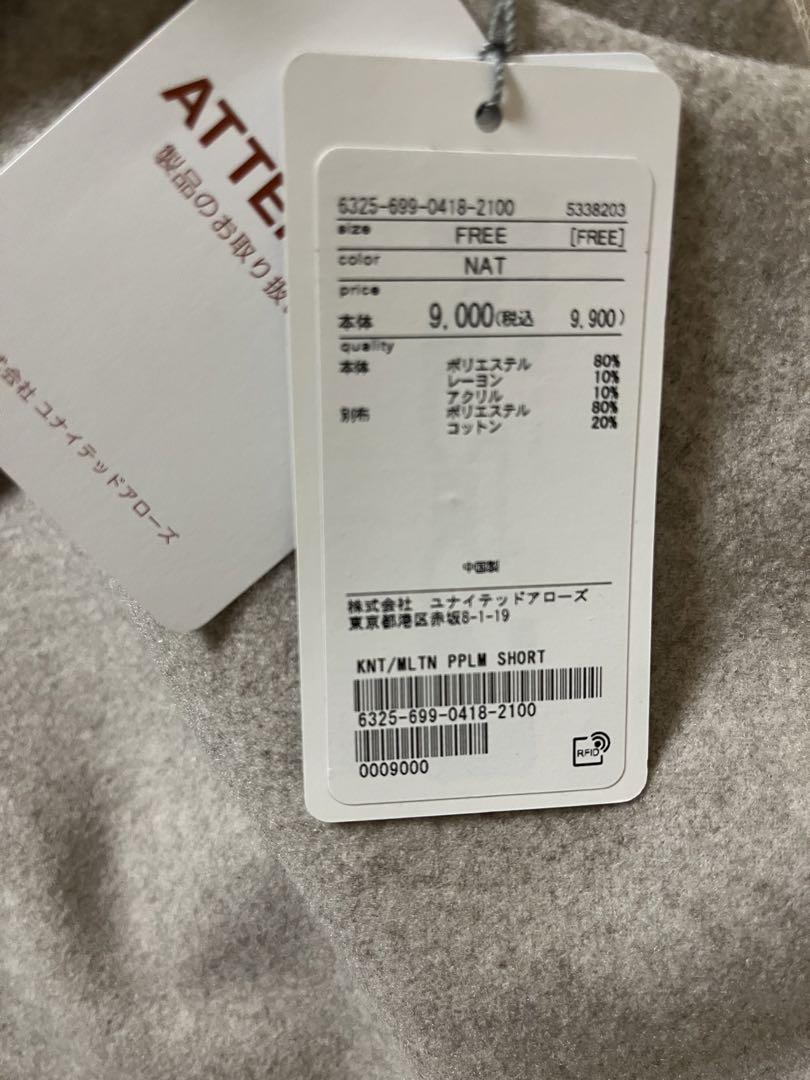 ATTE
製品のお取り扱い
式会社 ユナイテッドアローズ
6325-699-0418-2100 5338203
size FREE [FREE]
color NAT
price
本体 9,000(税込 9,900)
quality
本体 ポリエステル 80%
レーヨン 10%
アクリル 10%
別布 ポリエステル 80%
コットン 20%
中国製
株式会社 ユナイテッドアローズ
東京都港区赤坂8-1-19
KNT/MLTN PPLM SHORT
6325-699-0418-2100
0009000
RFID